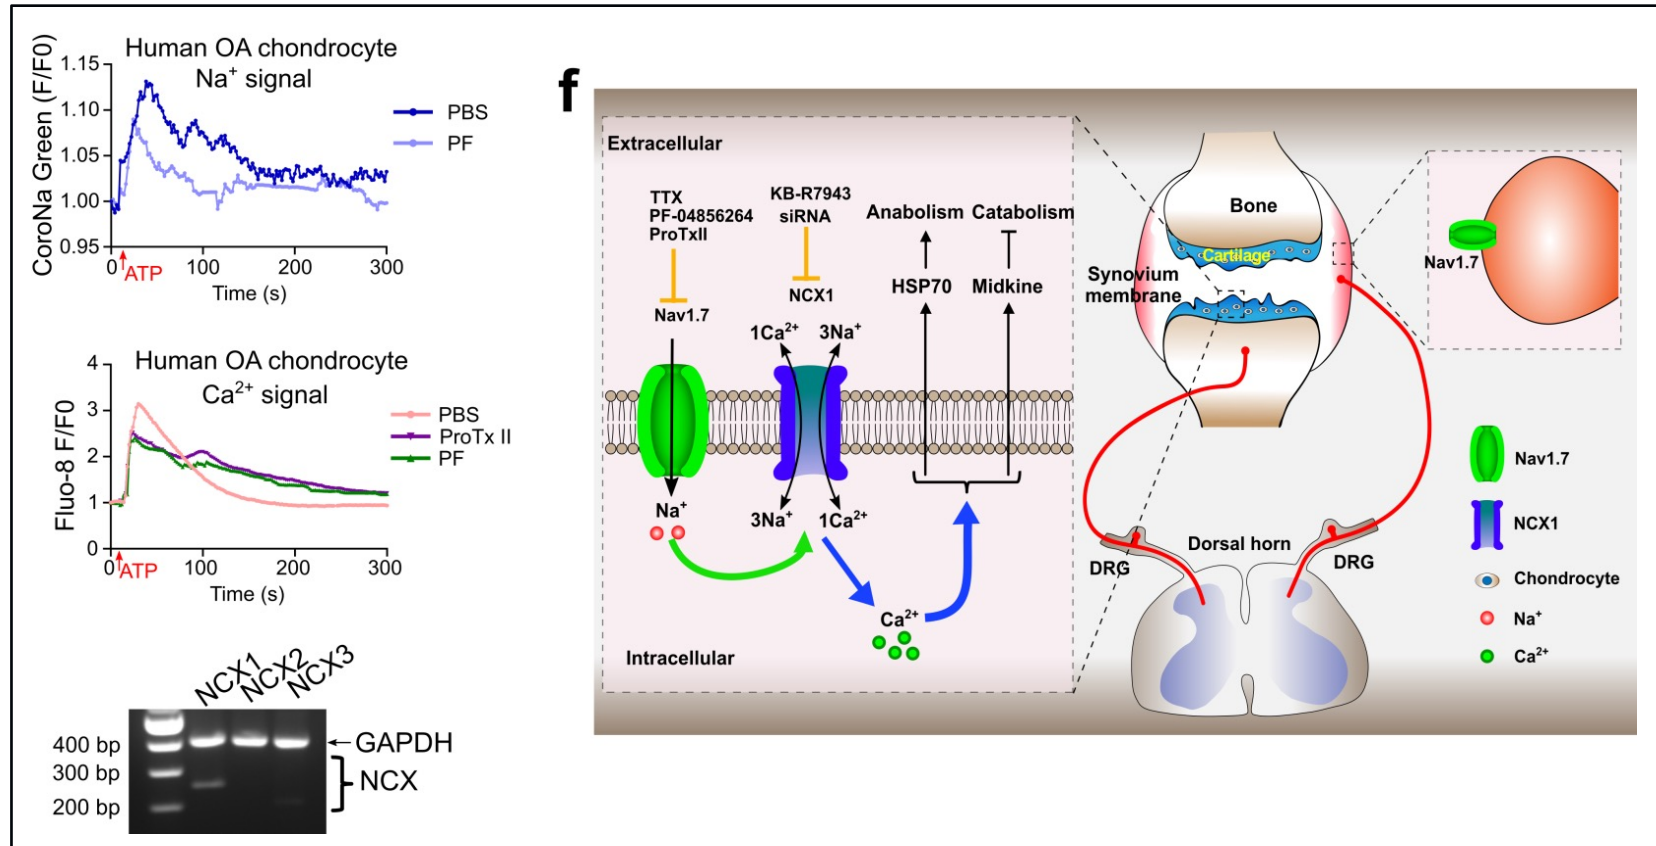 Human OA chondrocyte
Na⁺ signal
CoroNa Green (F/F0)
1.15
1.10
1.05
1.00
0.95
0
100
200
300
ATP
Time (s)
PBS
PF
Human OA chondrocyte
Ca²⁺ signal
Fluo-8 F/F0
4
3
2
1
0
0
100
200
300
ATP
Time (s)
PBS
ProTx II
PF
NCX1
NCX2
NCX3
400 bp
300 bp
200 bp
GAPDH
NCX
f
Extracellular
TTX
PF-04856264
ProTxII
KB-R7943
siRNA
Anabolism
Catabolism
Nav1.7
NCX1
HSP70
Midkine
1Ca²⁺
3Na⁺
Na⁺
3Na⁺
1Ca²⁺
Ca²⁺
Intracellular
Bone
Cartilage
Synovium
membrane
Nav1.7
Dorsal horn
DRG
DRG
Nav1.7
NCX1
Chondrocyte
Na⁺
Ca²⁺